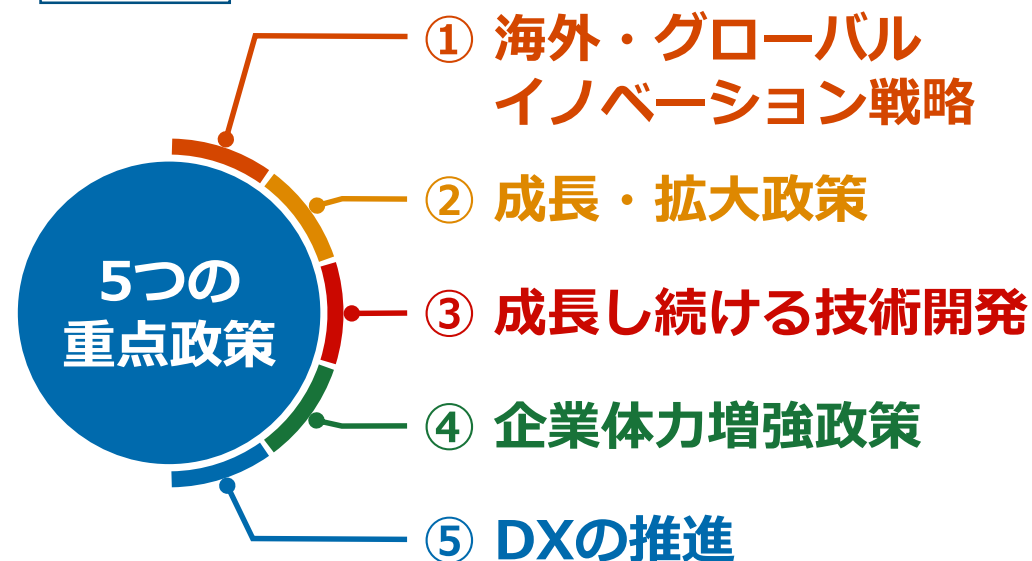 5つの
重点政策
① 海外・グローバル
イノベーション戦略
② 成長・拡大政策
③ 成長し続ける技術開発
④ 企業体力増強政策
⑤ DXの推進